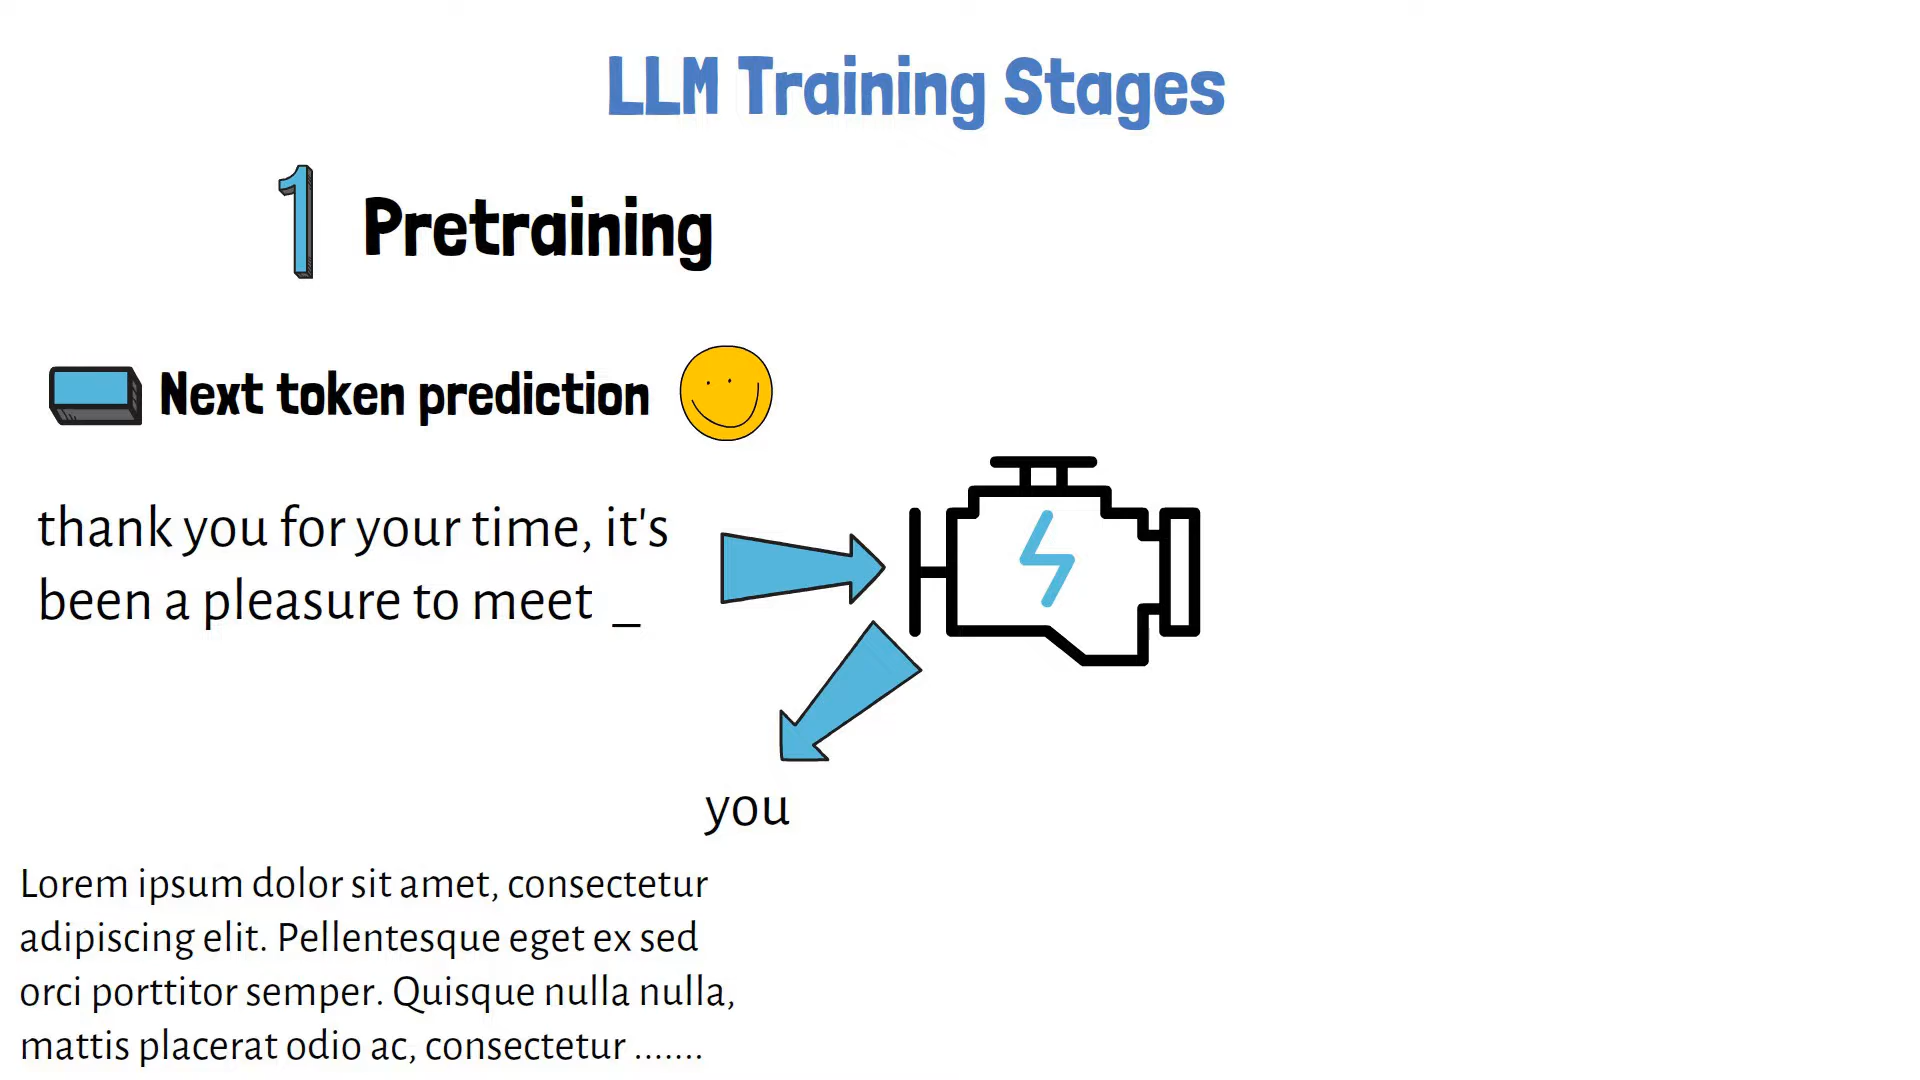 LLM Training Stages
1 Pretraining
Next token prediction
thank you for your time, it's
been a pleasure to meet _
you
Lorem ipsum dolor sit amet, consectetur
adipiscing elit. Pellentesque eget ex sed
orci porttitor semper. Quisque nulla nulla,
mattis placerat odio ac, consectetur .......